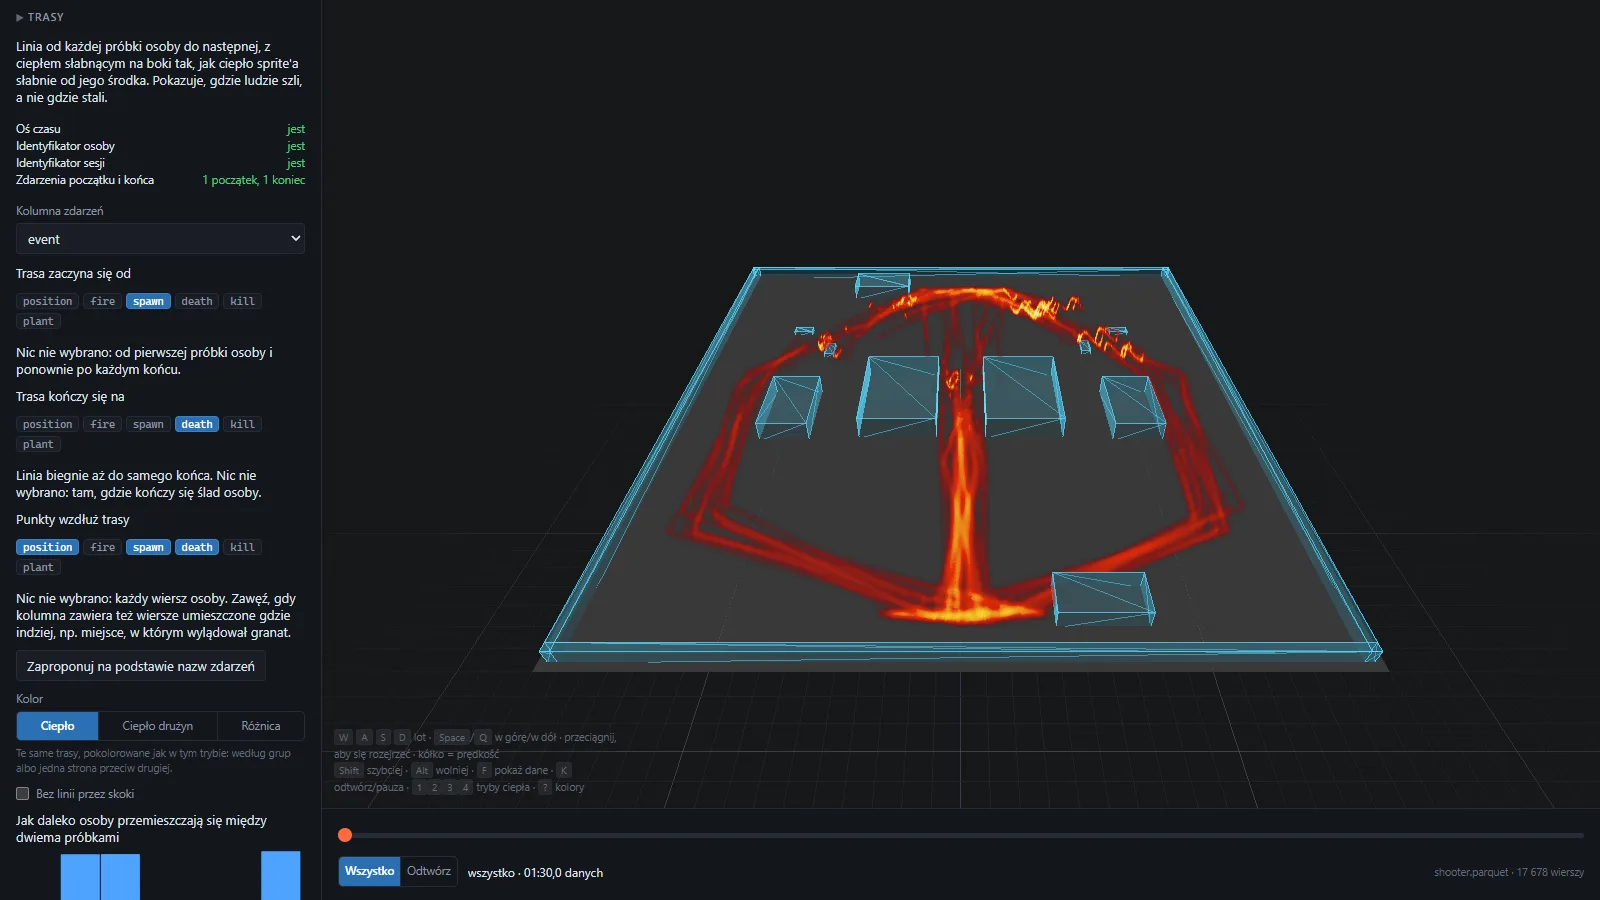 TRASY
Linia od każdej próbki osoby do następnej, z
ciepłem słabnącym na boki tak, jak ciepło sprite'a
słabnie od jego środka. Pokazuje, gdzie ludzie szli,
a nie gdzie stali.
Oś czasu jest
Identyfikator osoby jest
Identyfikator sesji jest
Zdarzenia początku i końca 1 początek, 1 koniec
Kolumna zdarzeń
event
Trasa zaczyna się od
position fire spawn death kill
plant
Nic nie wybrano: od pierwszej próbki osoby i
ponownie po każdym końcu.
Trasa kończy się na
position fire spawn death kill
plant
Linia biegnie aż do samego końca. Nic nie
wybrano: tam, gdzie kończy się ślad osoby.
Punkty wzdłuż trasy
position fire spawn death kill
plant
Nic nie wybrano: każdy wiersz osoby. Zawęź, gdy
kolumna zawiera też wiersze umieszczone gdzie
indziej, np. miejsce, w którym wylądował granat.
Zaproponuj na podstawie nazw zdarzeń
Kolor
Ciepło Ciepło drużyn Różnica
Te same trasy, pokolorowane jak w tym trybie: według grup
albo jedna strona przeciw drugiej.
Bez linii przez skoki
Jak daleko osoby przemieszczają się między
dwiema próbkami
W A S D lot · Space / Q w górę/w dół · przeciągnij,
aby się rozejrzeć · kółko = prędkość
Shift szybciej · Alt wolniej · F pokaż dane · K
odtwórz/pauza · 1 2 3 4 tryby ciepła · ? kolory
Wszystko Odtwórz wszystko · 01:30,0 danych
shooter.parquet · 17 678 wierszy